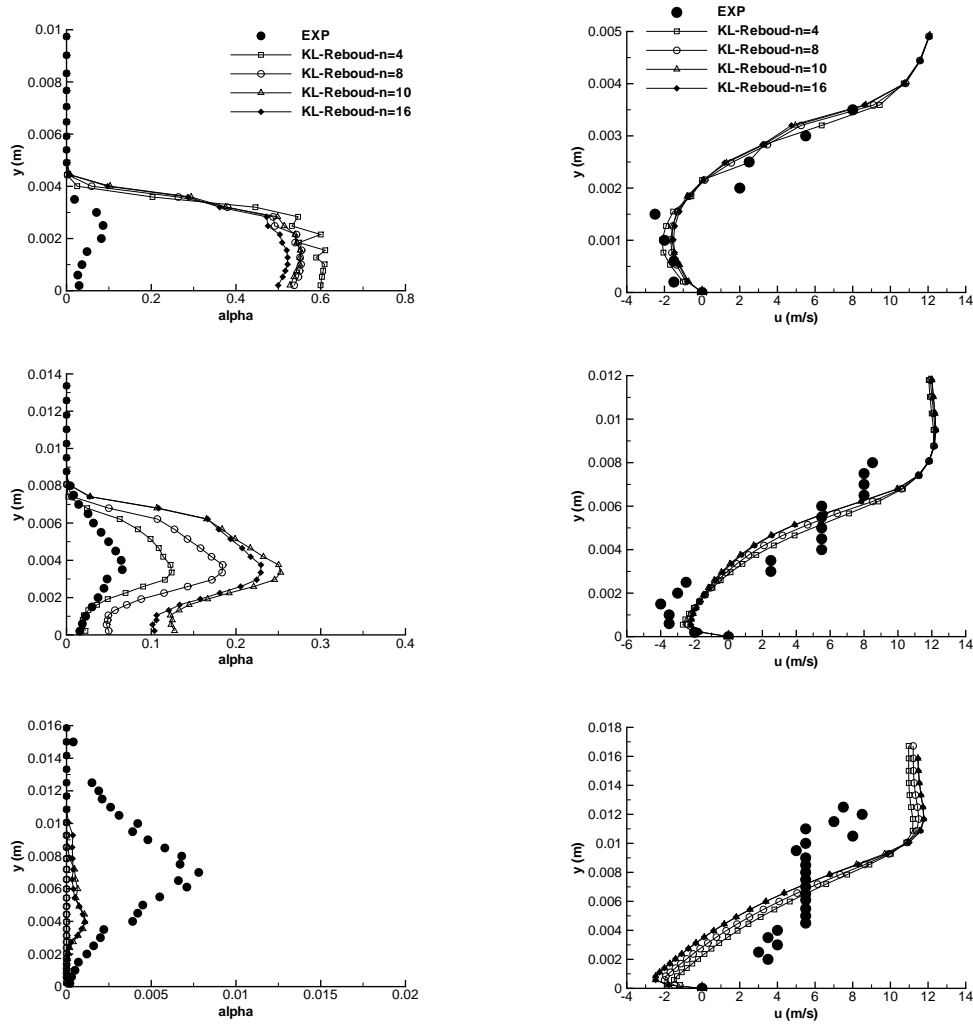 EXP
KL-Reboud-n=4
KL-Reboud-n=8
KL-Reboud-n=10
KL-Reboud-n=16
y (m)
0.01
0.008
0.006
0.004
0.002
0
0 0.2 0.4 0.6 0.8
alpha
EXP
KL-Reboud-n=4
KL-Reboud-n=8
KL-Reboud-n=10
KL-Reboud-n=16
y (m)
0.005
0.004
0.003
0.002
0.001
0
-4 -2 0 2 4 6 8 10 12 14
u (m/s)
y (m)
0.014
0.012
0.01
0.008
0.006
0.004
0.002
0
0 0.1 0.2 0.3 0.4
alpha
y (m)
0.012
0.01
0.008
0.006
0.004
0.002
0
-6 -4 -2 0 2 4 6 8 10 12 14
u (m/s)
y (m)
0.016
0.014
0.012
0.01
0.008
0.006
0.004
0.002
0
0 0.005 0.01 0.015 0.02
alpha
y (m)
0.018
0.016
0.014
0.012
0.01
0.008
0.006
0.004
0.002
0
-4 -2 0 2 4 6 8 10 12 14
u (m/s)